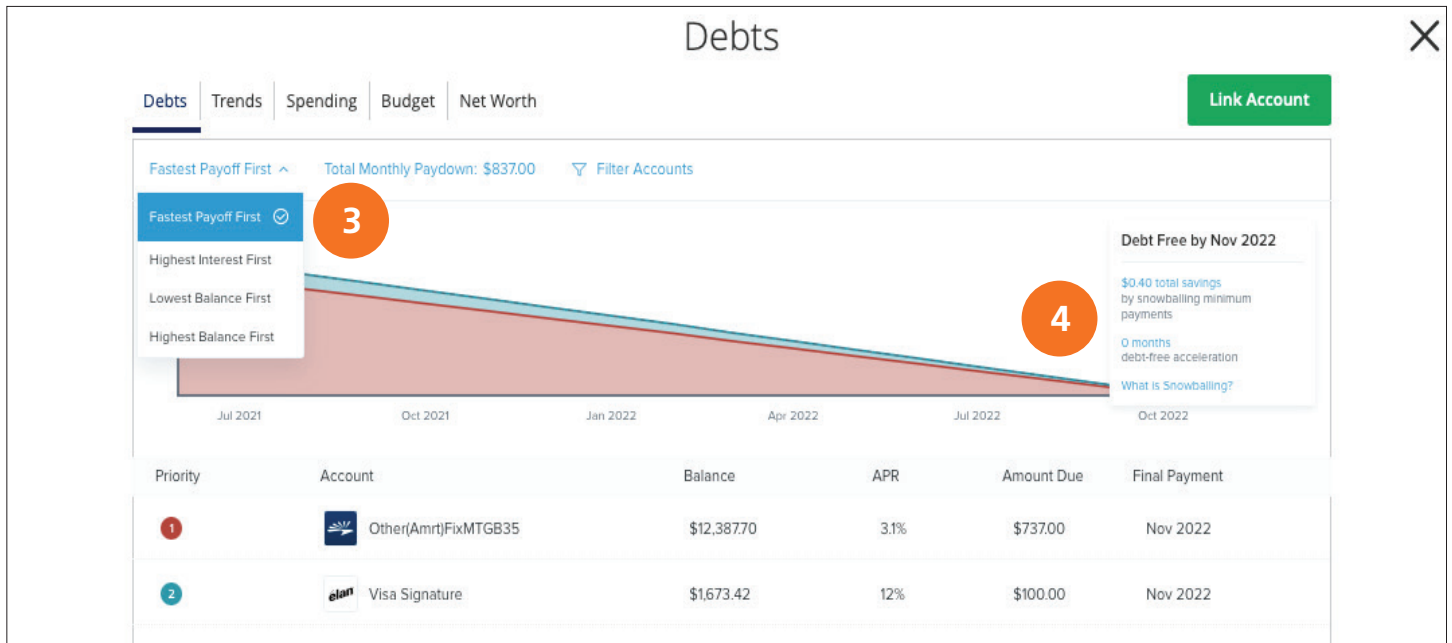 Debts
Debts Trends Spending Budget Net Worth Link Account
Fastest Payoff First Total Monthly Paydown: $837.00 Filter Accounts
Fastest Payoff First
Highest Interest First
Lowest Balance First
Highest Balance First
3
4
Debt Free by Nov 2022
$0.40 total savings
by snowballing minimum
payments
0 months
debt-free acceleration
What is Snowballing?
Jul 2021 Oct 2021 Jan 2022 Apr 2022 Jul 2022 Oct 2022
Priority Account Balance APR Amount Due Final Payment
1 Other(Amrt)FixMTGB35 $12,387.70 3.1% $737.00 Nov 2022
2 élan Visa Signature $1,673.42 12% $100.00 Nov 2022